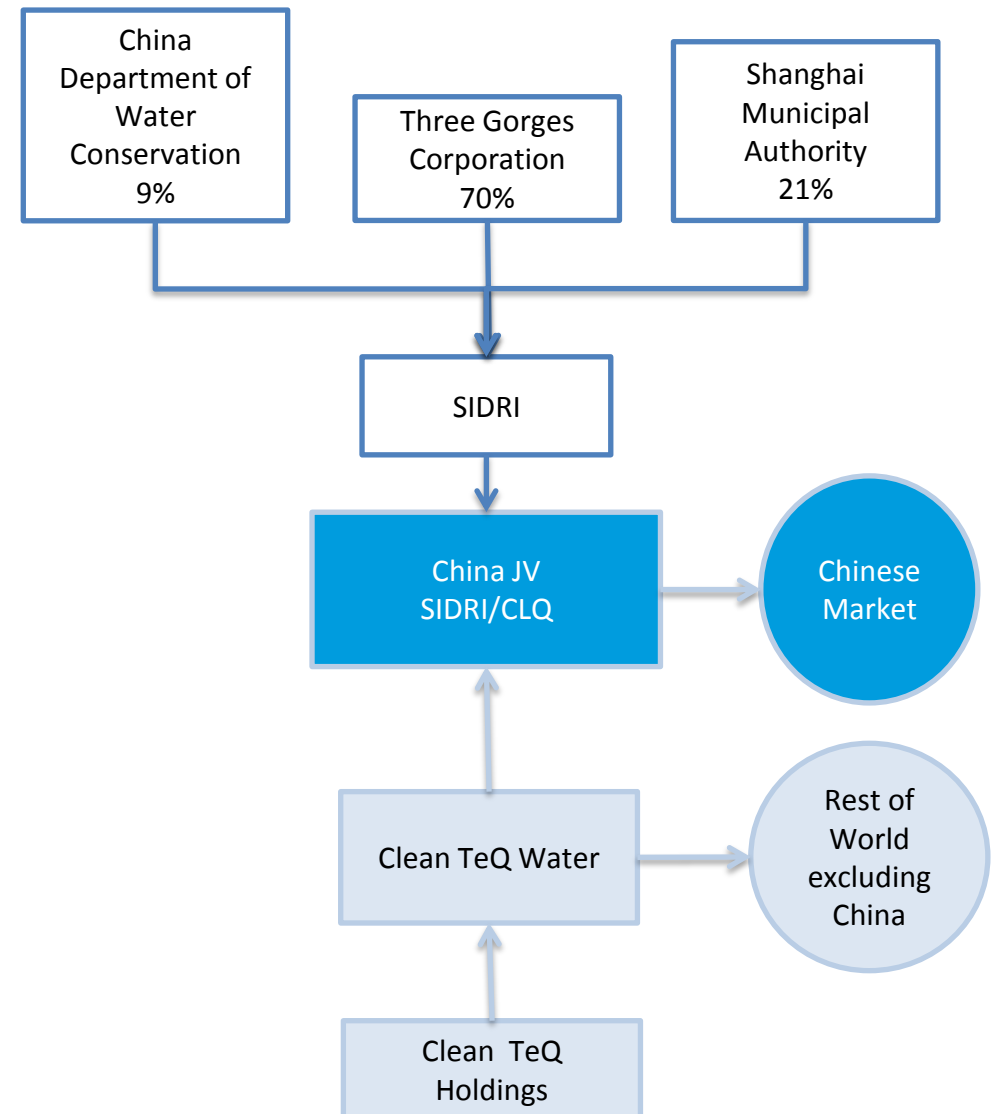 China
Department of
Water
Conservation
9%
Three Gorges
Corporation
70%
Shanghai
Municipal
Authority
21%
SIDRI
China JV
SIDRI/CLQ
Chinese
Market
Clean TeQ Water
Rest of
World
excluding
China
Clean TeQ
Holdings